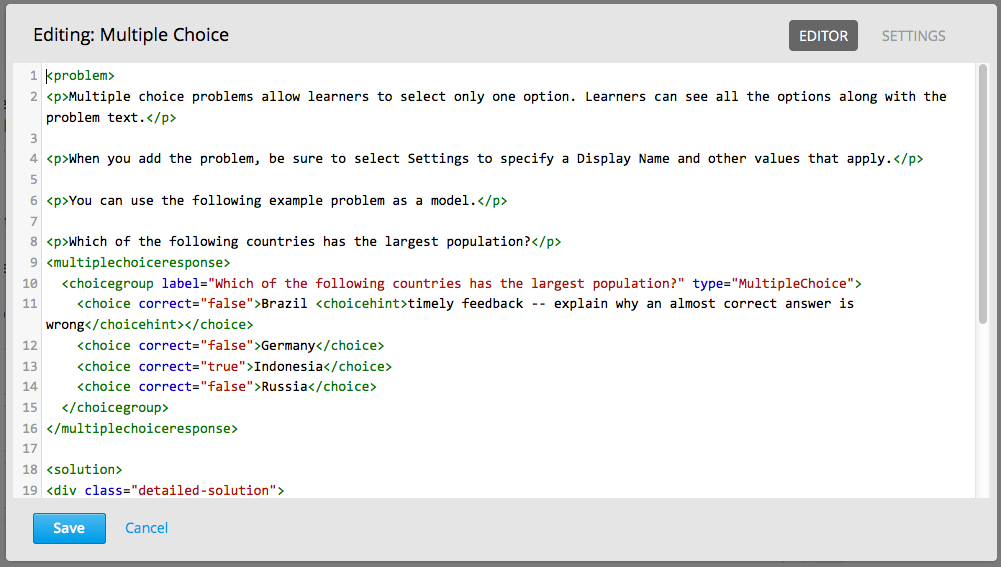 Editing: Multiple Choice
EDITOR
SETTINGS
1 <problem>
2 <p>Multiple choice problems allow learners to select only one option. Learners can see all the options along with the
problem text.</p>
3
4 <p>When you add the problem, be sure to select Settings to specify a Display Name and other values that apply.</p>
5
6 <p>You can use the following example problem as a model.</p>
7
8 <p>Which of the following countries has the largest population?</p>
9 <multiplechoiceresponse>
10   <choicegroup label="Which of the following countries has the largest population?" type="MultipleChoice">
11     <choice correct="false">Brazil <choicehint>timely feedback -- explain why an almost correct answer is
wrong</choicehint></choice>
12     <choice correct="false">Germany</choice>
13     <choice correct="true">Indonesia</choice>
14     <choice correct="false">Russia</choice>
15   </choicegroup>
16 </multiplechoiceresponse>
17
18 <solution>
19 <div class="detailed-solution">
Save
Cancel